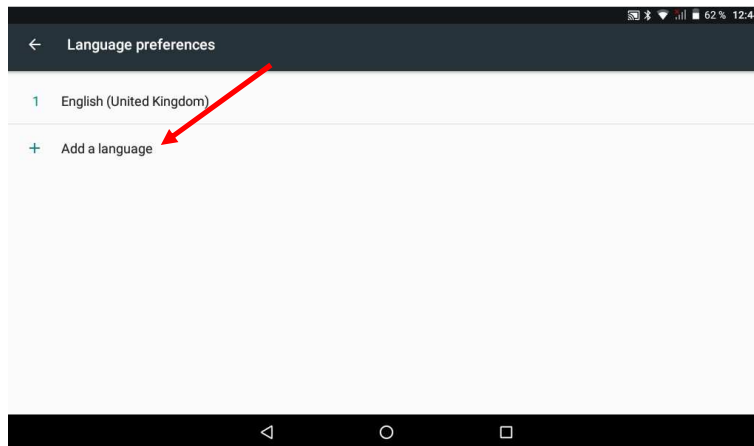 62 % 12:4
Language preferences
1 English (United Kingdom)
+ Add a language